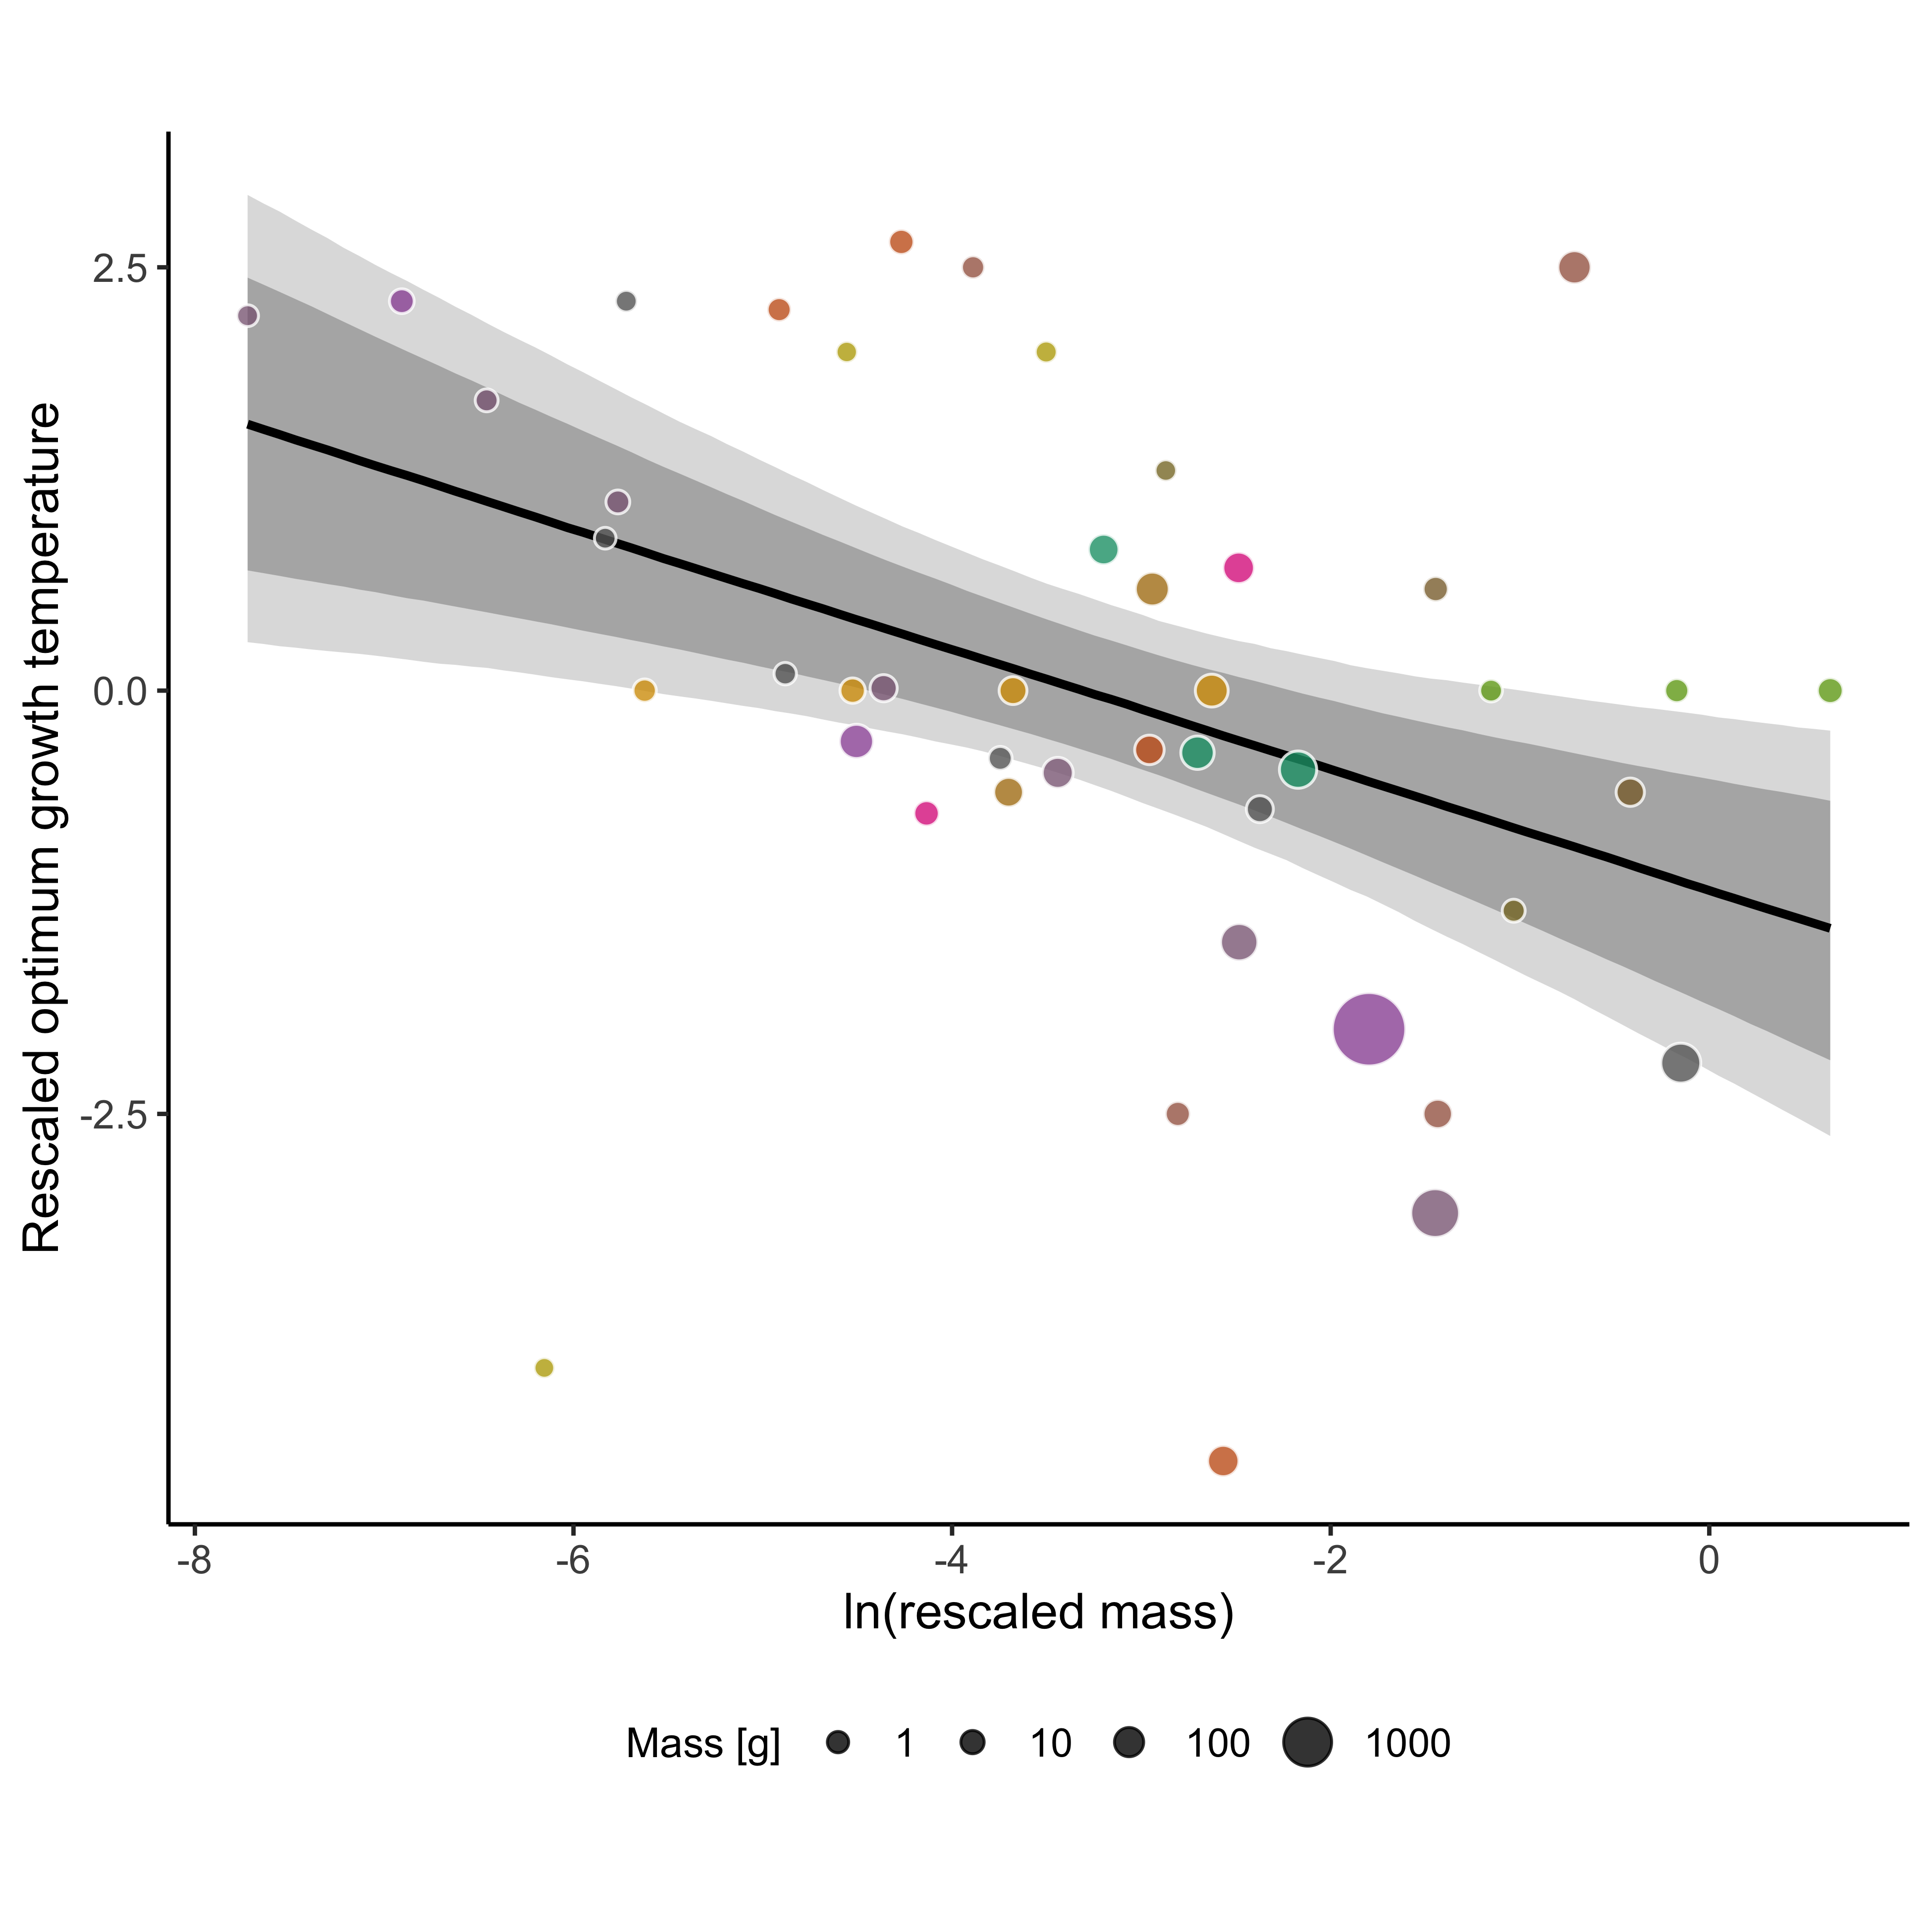 Rescaled optimum growth temperature
2.5
0.0
-2.5
-8 -6 -4 -2 0
ln(rescaled mass)
Mass [g] 1 10 100 1000